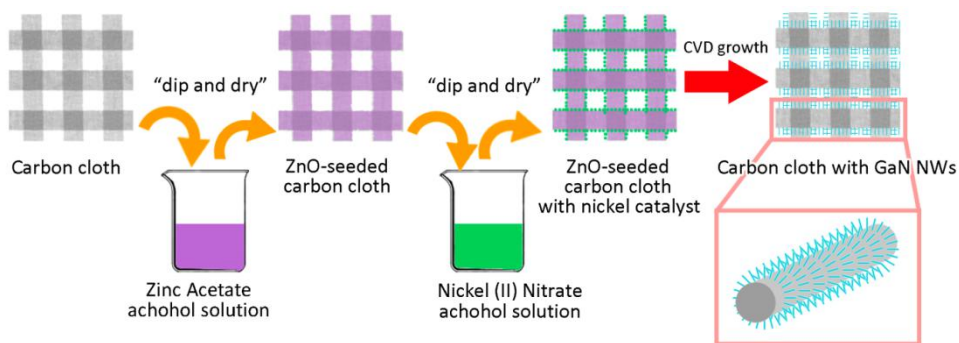 Carbon cloth
“dip and dry”
Zinc Acetate
achohol solution
ZnO-seeded
carbon cloth
“dip and dry”
Nickel (II) Nitrate
achohol solution
ZnO-seeded
carbon cloth
with nickel catalyst
CVD growth
Carbon cloth with GaN NWs